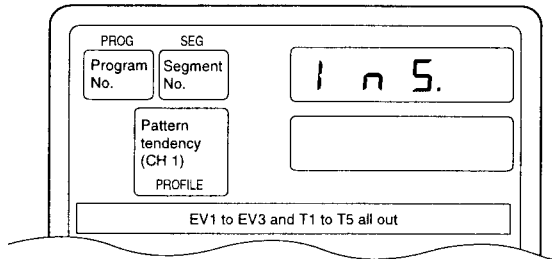 PROG SEG
Program No. Segment No.
I n S.
Pattern tendency (CH 1)
PROFILE
EV1 to EV3 and T1 to T5 all out